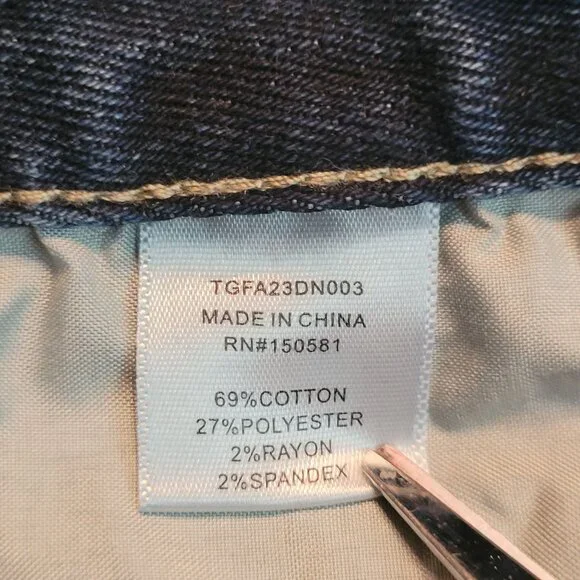 TGFA23DN003
MADE IN CHINA
RN#150581
69%COTTON
27%POLYESTER
2%RAYON
2%SPANDEX